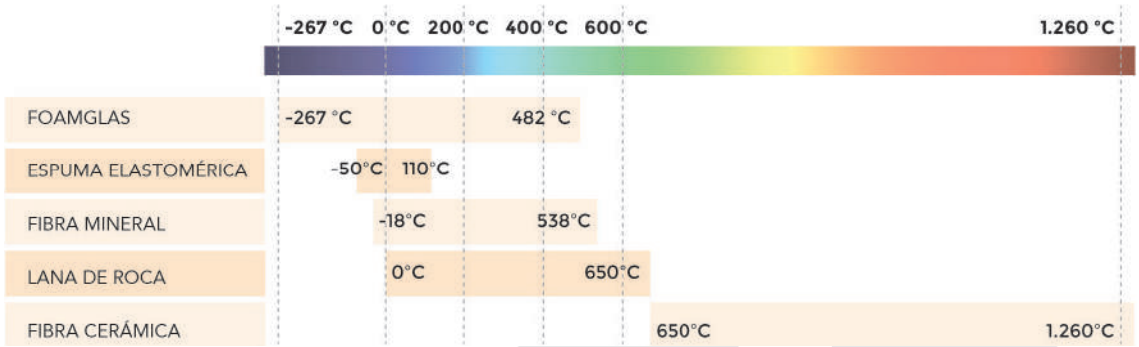 -267 °C 0°C 200°C 400°C 600°C 1.260 °C
FOAMGLAS -267 °C 482 °C
ESPUMA ELASTOMÉRICA -50°C 110°C
FIBRA MINERAL -18°C 538°C
LANA DE ROCA 0°C 650°C
FIBRA CERÁMICA 650°C 1.260°C